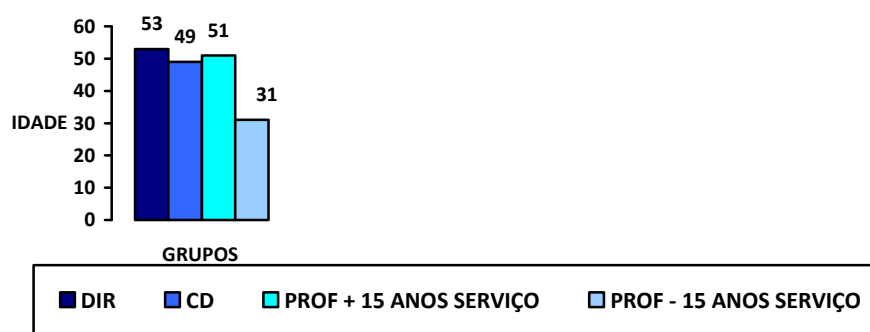 60
50
40
30
20
10
0
IDADE
53
49
51
31
GRUPOS
DIR
CD
PROF + 15 ANOS SERVIÇO
PROF - 15 ANOS SERVIÇO